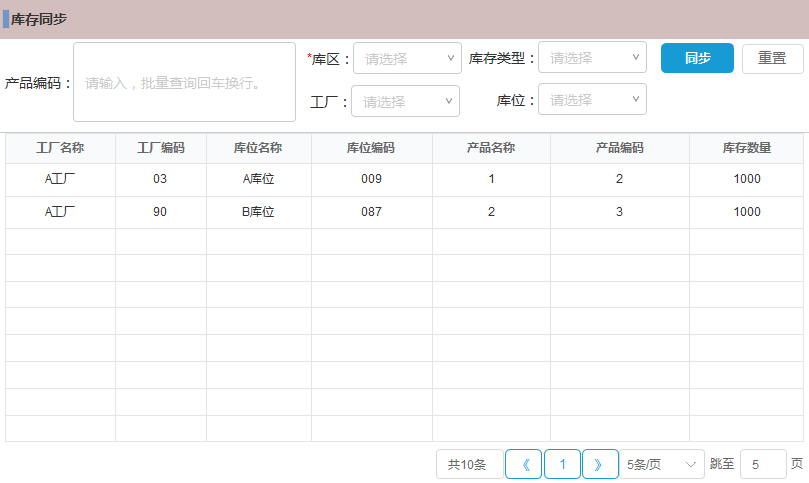 库存同步
产品编码： 请输入，批量查询回车换行。 *库区： 请选择 库存类型： 请选择 同步 重置
工厂： 请选择 库位： 请选择
工厂名称 工厂编码 库位名称 库位编码 产品名称 产品编码 库存数量
A工厂 03 A库位 009 1 2 1000
A工厂 90 B库位 087 2 3 1000
共10条 《 1 》 5条/页 跳至 5 页